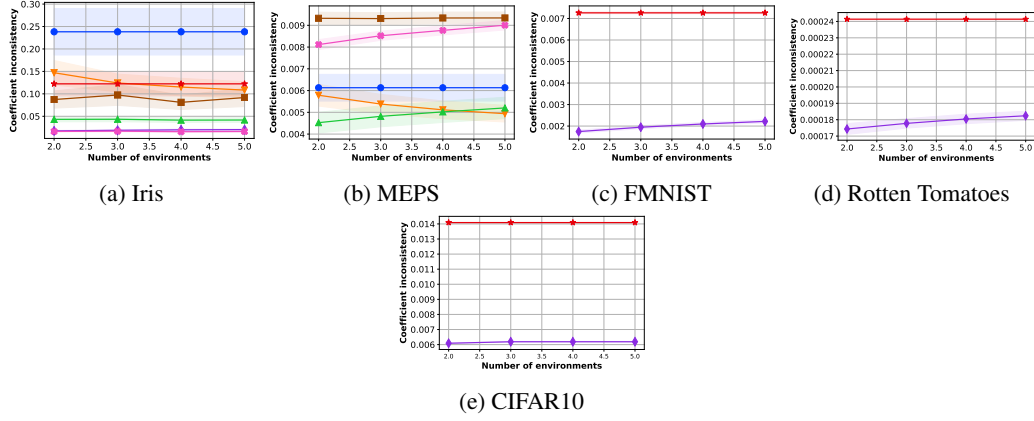 0.30
0.25
0.20
0.15
0.10
0.05
Coefficient inconsistency
2.0 2.5 3.0 3.5 4.0 4.5 5.0
Number of environments
(a) Iris
0.009
0.008
0.007
0.006
0.005
0.004
Coefficient inconsistency
2.0 2.5 3.0 3.5 4.0 4.5 5.0
Number of environments
(b) MEPS
0.007
0.006
0.005
0.004
0.003
0.002
Coefficient inconsistency
2.0 2.5 3.0 3.5 4.0 4.5 5.0
Number of environments
(c) FMNIST
0.00024
0.00023
0.00021
0.00021
0.00019
0.00018
0.00017
Coefficient inconsistency
2.0 2.5 3.0 3.5 4.0 4.5 5.0
Number of environments
(d) Rotten Tomatoes
0.014
0.013
0.012
0.011
0.010
0.009
0.008
0.007
0.006
Coefficient inconsistency
2.0 2.5 3.0 3.5 4.0 4.5 5.0
Number of environments
(e) CIFAR10